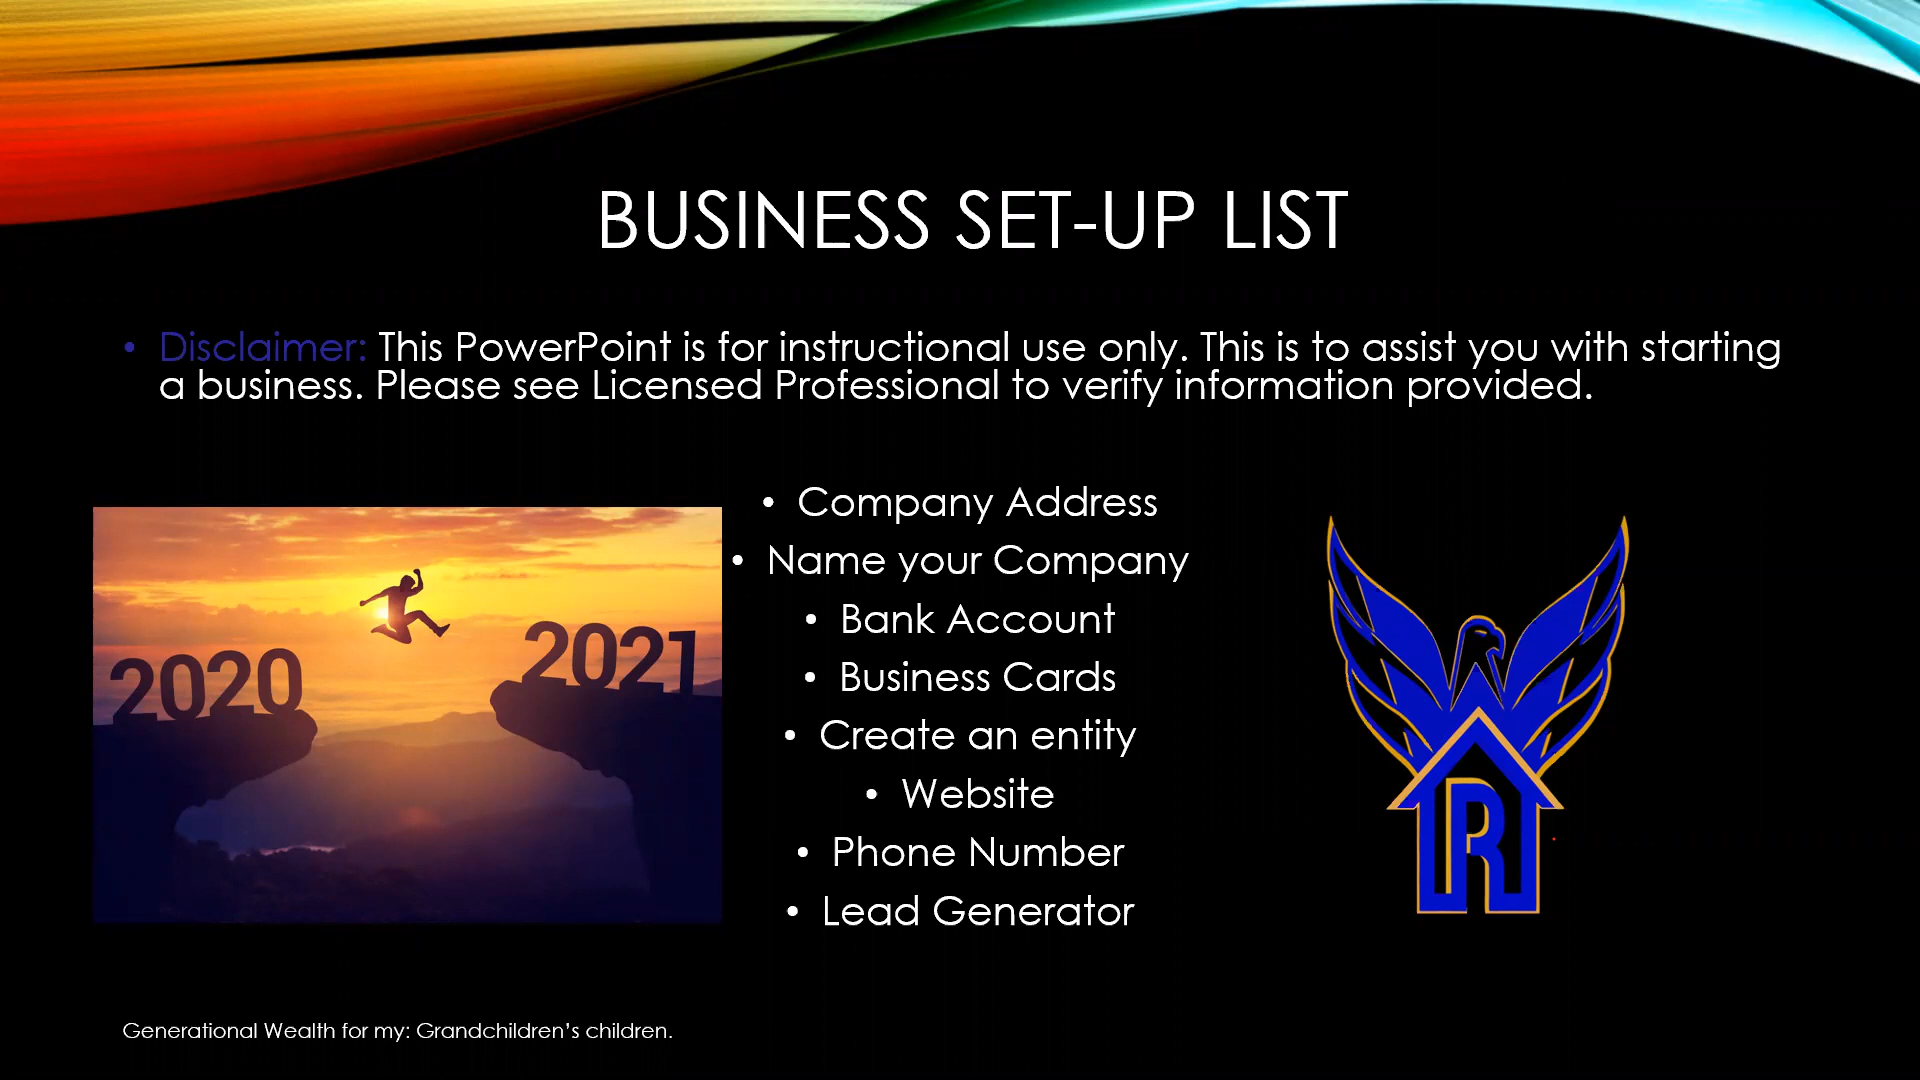 BUSINESS SET-UP LIST
• Disclaimer: This PowerPoint is for instructional use only. This is to assist you with starting
a business. Please see Licensed Professional to verify information provided.
2020
2021
• Company Address
• Name your Company
• Bank Account
• Business Cards
• Create an entity
• Website
• Phone Number
• Lead Generator
R
Generational Wealth for my: Grandchildren’s children.